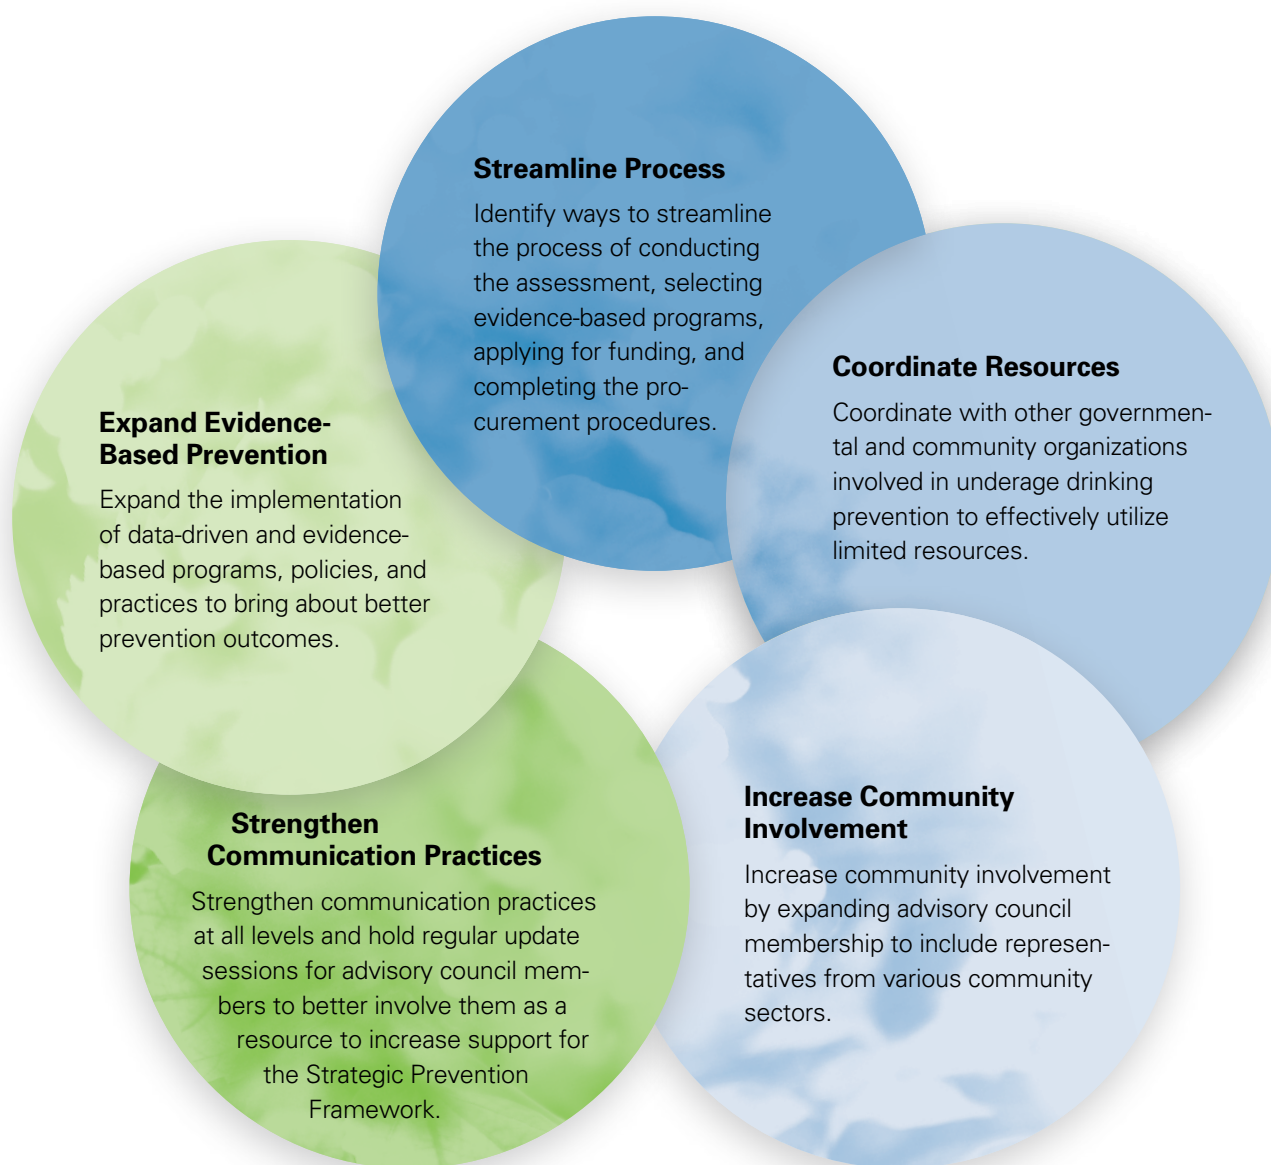 Streamline Process
Identify ways to streamline
the process of conducting
the assessment, selecting
evidence-based programs,
applying for funding, and
completing the pro-
curement procedures.
Coordinate Resources
Coordinate with other governmen-
tal and community organizations
involved in underage drinking
prevention to effectively utilize
limited resources.
Expand Evidence-
Based Prevention
Expand the implementation
of data-driven and evidence-
based programs, policies, and
practices to bring about better
prevention outcomes.
Increase Community
Involvement
Increase community involvement
by expanding advisory council
membership to include represen-
tatives from various community
sectors.
Strengthen
Communication Practices
Strengthen communication practices
at all levels and hold regular update
sessions for advisory council mem-
bers to better involve them as a
resource to increase support for
the Strategic Prevention
Framework.